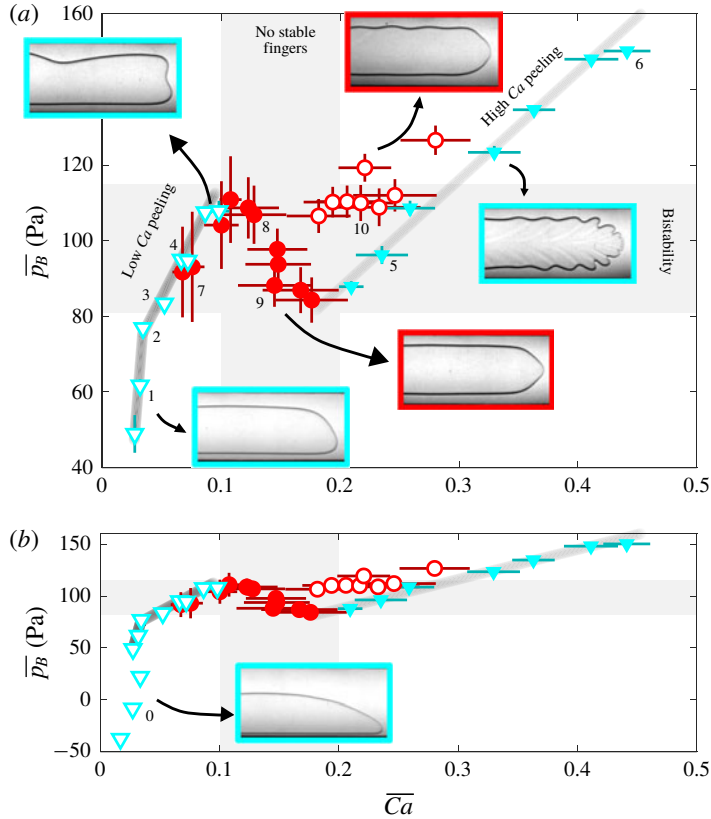 (a)
160
140
120
100
80
60
40
p_B (Pa)
No stable
fingers
Low Ca peeling
High Ca peeling
Bistability
6
8
10
4
5
7
3
9
2
1
0 0.1 0.2 0.3 0.4 0.5
(b)
150
100
50
0
−50
p_B (Pa)
0
0 0.1 0.2 0.3 0.4 0.5
Ca